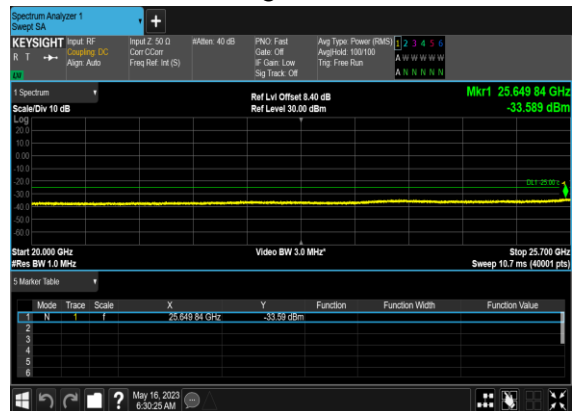 Spectrum Analyzer 1
Swept SA
+
KEYSIGHT Input: RF Input Z: 50 Ω #Atten: 40 dB PNO: Fast Avg Type: Power (RMS) 1 2 3 4 5 6
R T Coupling: DC Corr CCorr Gate: Off Avg|Hold: 100/100 A W W W W W
Align: Auto Freq Ref: Int (S) IF Gain: Low Trig: Free Run
Sig Track: Off A N N N N N
1 Spectrum Ref Lvl Offset 8.40 dB Mkr1 25.649 84 GHz
Scale/Div 10 dB Ref Level 30.00 dBm -33.589 dBm
Log
20.0
10.0
0.00
-10.0
-20.0
-30.0
-40.0
-50.0
-60.0
Start 20.000 GHz Video BW 3.0 MHz* Stop 25.700 GHz
#Res BW 1.0 MHz Sweep 10.7 ms (40001 pts)
5 Marker Table
Mode Trace Scale X Y Function Function Width Function Value
1 N 1 f 25.649 84 GHz -33.59 dBm
2
3
4
5
6
? May 16, 2023
6:30:25 AM